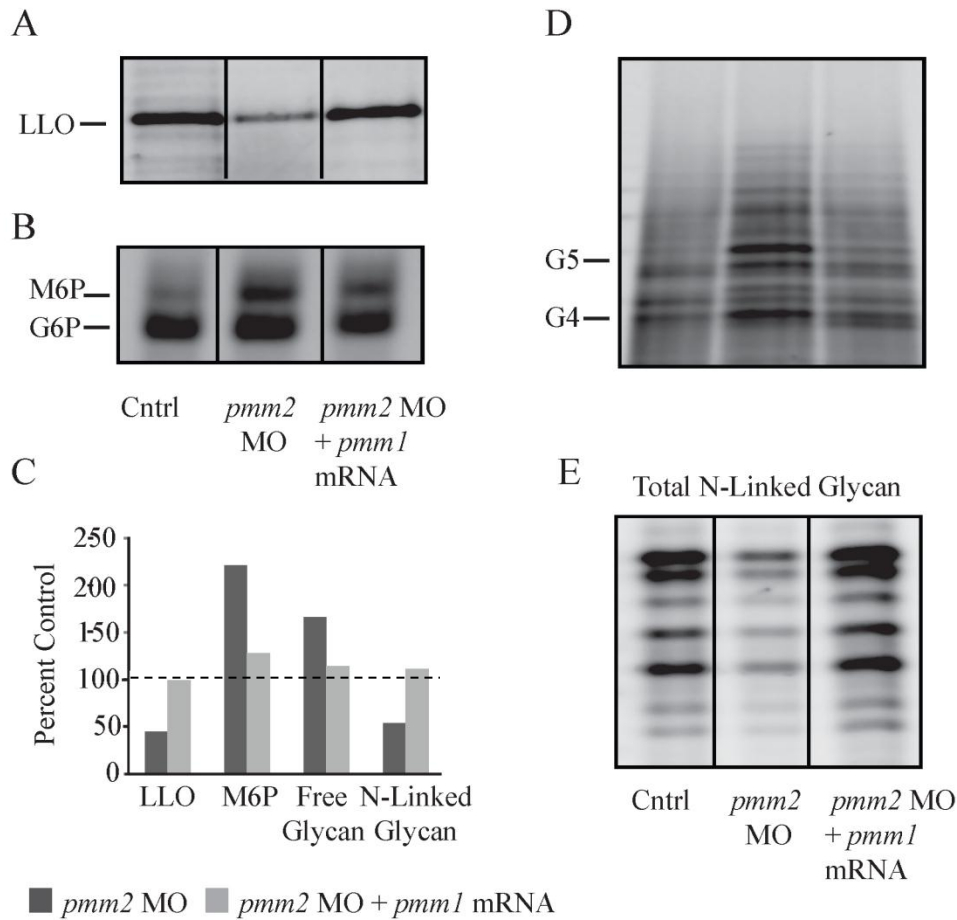 A
LLO
B
M6P
G6P
Cntrl
pmm2
MO
pmm2 MO
+ pmm1
mRNA
C
Percent Control
250
200
150
100
50
0
LLO
M6P
Free
Glycan
N-Linked
Glycan
pmm2 MO
pmm2 MO + pmm1 mRNA
D
G5
G4
E
Total N-Linked Glycan
Cntrl
pmm2
MO
pmm2 MO
+ pmm1
mRNA